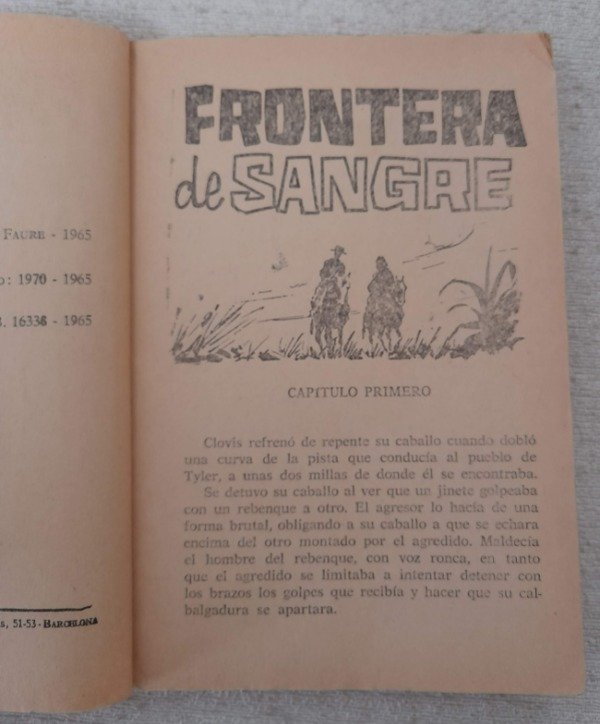 FAURE - 1965
: 1970 - 1965
. 16338 - 1965
, 51-53 - BARCELONA
FRONTERA
de SANGRE
CAPITULO PRIMERO
Clovis refrenó de repente su caballo cuando dobló
una curva de la pista que conducía al pueblo de
Tyler, a unas dos millas de donde él se encontraba.
Se detuvo su caballo al ver que un jinete golpeaba
con un rebenque a otro. El agresor lo hacía de una
forma brutal, obligando a su caballo a que se echara
encima del otro montado por el agredido. Maldecía
el hombre del rebenque, con voz ronca, en tanto
que el agredido se limitaba a intentar detener con
los brazos los golpes que recibía y hacer que su cal-
balgadura se apartara.